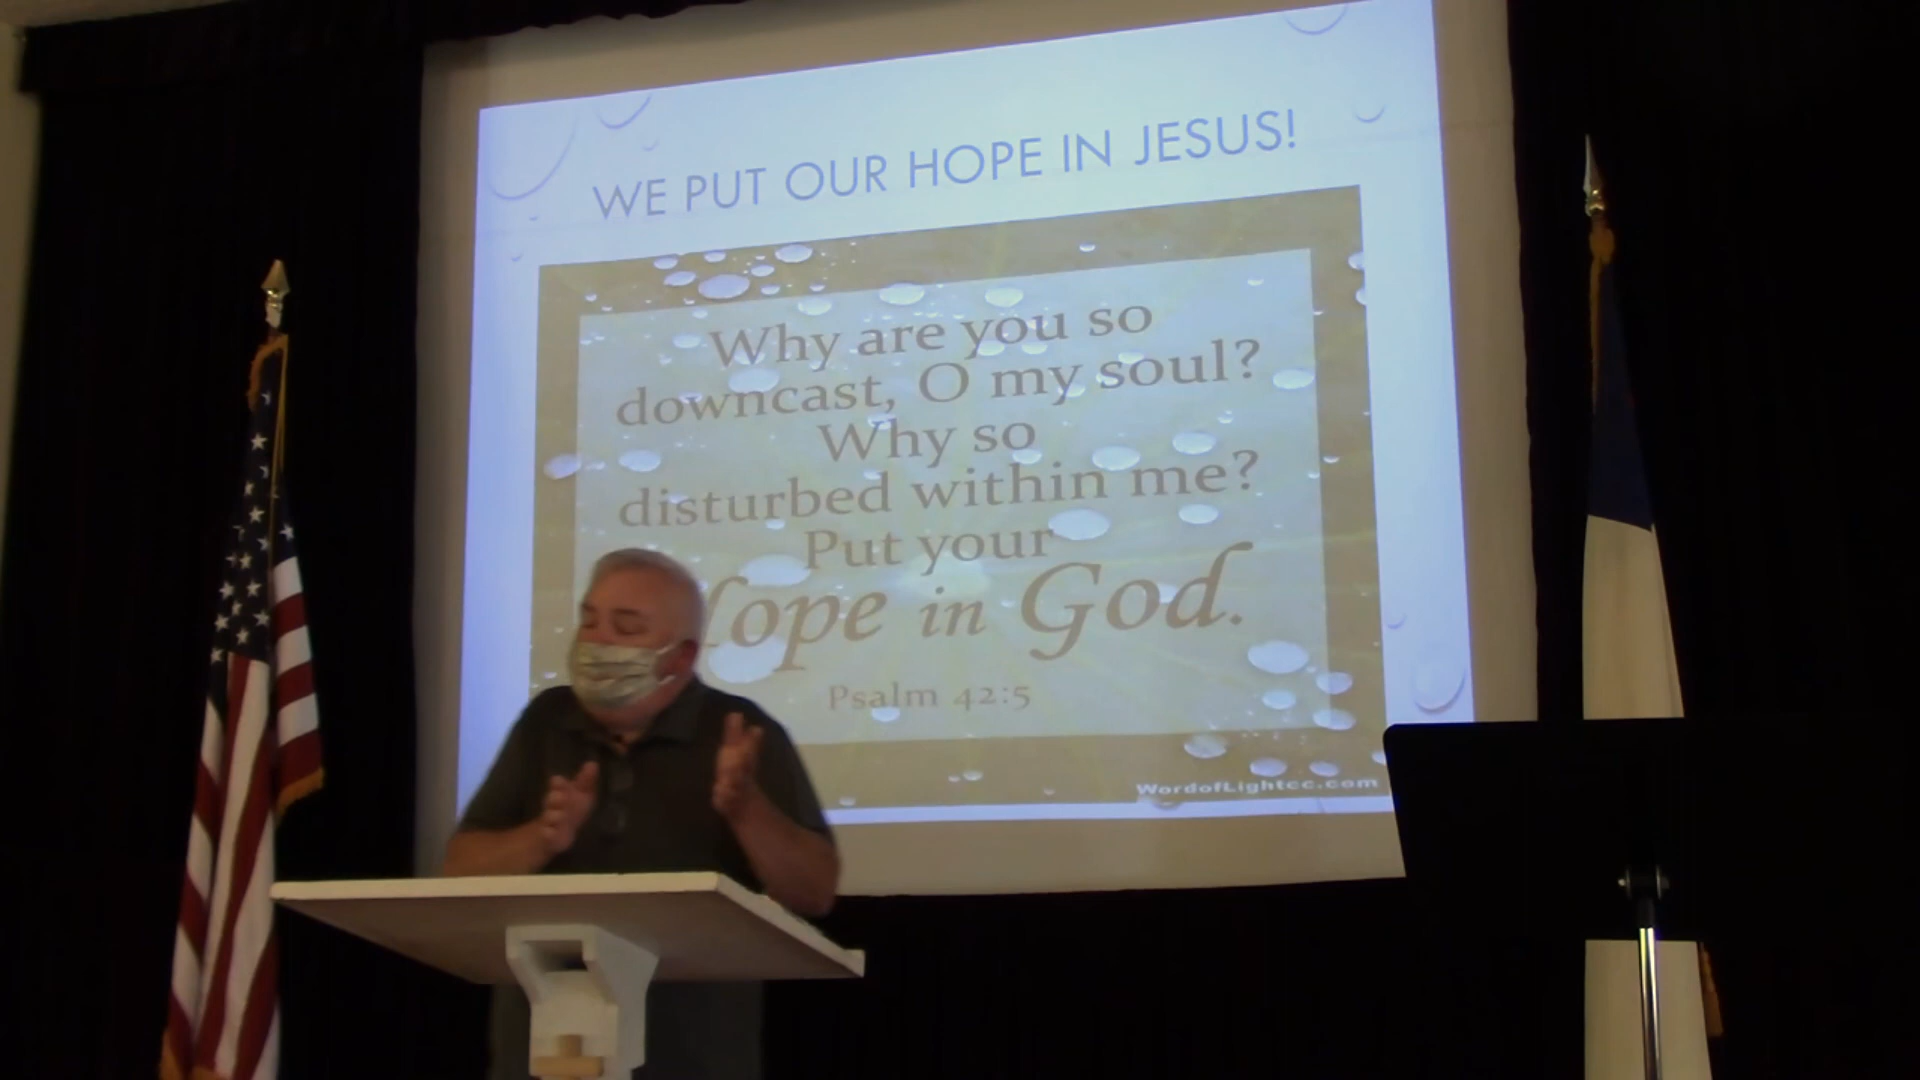 WE PUT OUR HOPE IN JESUS!
Why are you so
downcast, O my soul?
Why so
disturbed within me?
Put your
Hope in God.
Psalm 42:5
WordofLightcc.com